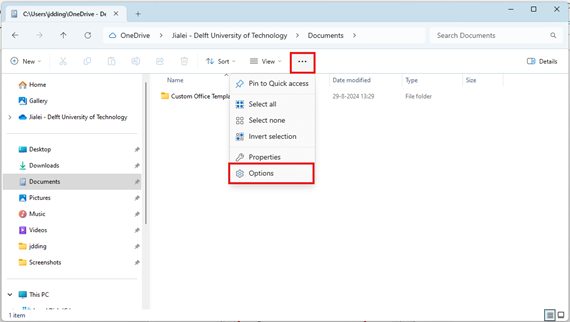 C:\Users\jdding\OneDrive - De
OneDrive > Jialei - Delft University of Technology > Documents >
Search Documents
New
Sort
View
...
Details
Name
Date modified
Type
Size
Home
Gallery
Jialei - Delft University of Technology
Desktop
Downloads
Documents
Pictures
Music
Videos
jdding
Screenshots
This PC
Custom Office Templa
29-8-2024 13:29
File folder
Pin to Quick access
Select all
Select none
Invert selection
Properties
Options
1 item